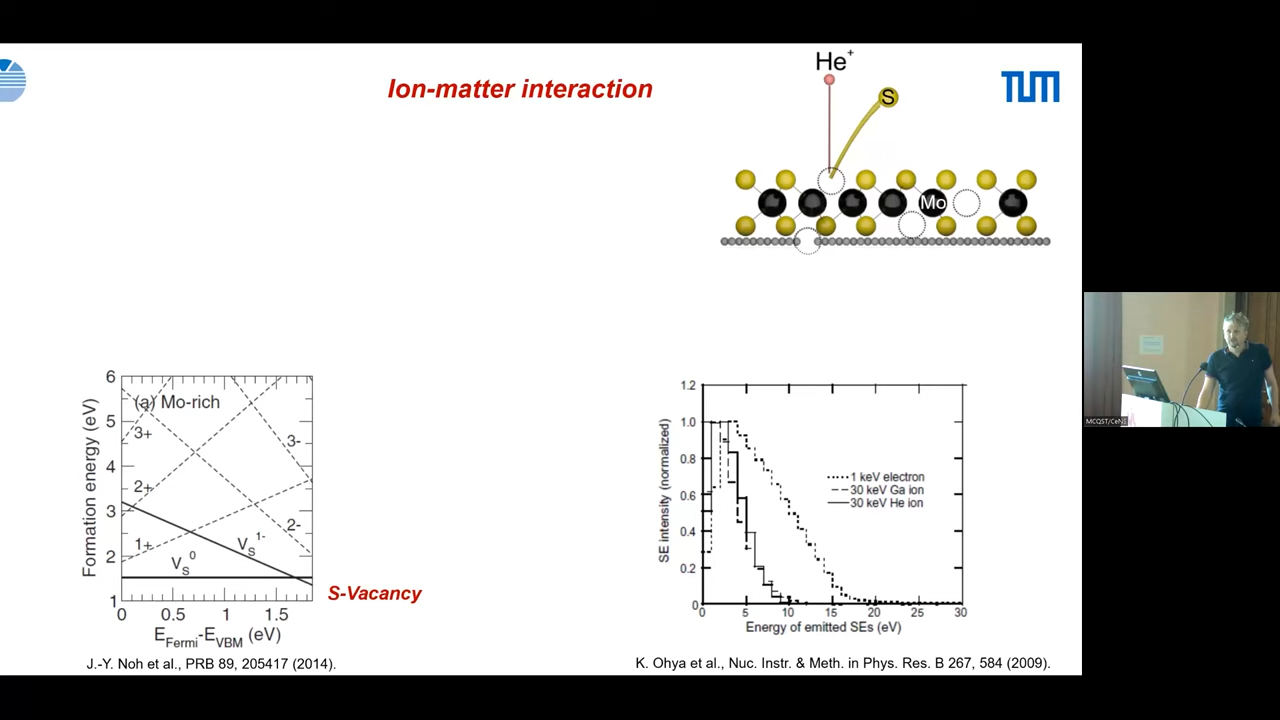 Ion-matter interaction
TUM
He+
S
Mo
6
5
4
3
2
1
Formation energy (eV)
(a) Mo-rich
3+
2+
1+
3-
2-
VS0
VS1-
0
0.5
1
1.5
EFermi-EVBM (eV)
S-Vacancy
J.-Y. Noh et al., PRB 89, 205417 (2014).
1.2
1.0
0.8
0.6
0.4
0.2
0
SE intensity (normalized)
1 keV electron
30 keV Ga ion
30 keV He ion
0
5
10
15
20
25
30
Energy of emitted SEs (eV)
K. Ohya et al., Nuc. Instr. & Meth. in Phys. Res. B 267, 584 (2009).
MCQST/CeNS